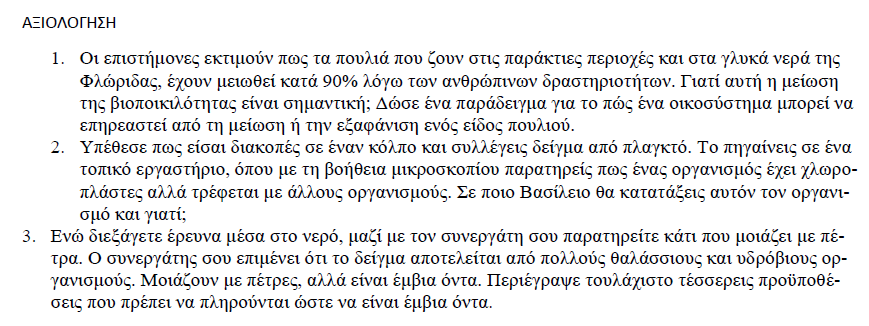 ΑΞΙΟΛΟΓΗΣΗ
1. Οι επιστήμονες εκτιμούν πως τα πουλιά που ζουν στις παράκτιες περιοχές και στα γλυκά νερά της
Φλώριδας, έχουν μειωθεί κατά 90% λόγω των ανθρώπινων δραστηριοτήτων. Γιατί αυτή η μείωση
της βιοποικιλότητας είναι σημαντική; Δώσε ένα παράδειγμα για το πώς ένα οικοσύστημα μπορεί να
επηρεαστεί από τη μείωση ή την εξαφάνιση ενός είδος πουλιού.
2. Υπέθεσε πως είσαι διακοπές σε έναν κόλπο και συλλέγεις δείγμα από πλαγκτό. Το πηγαίνεις σε ένα
τοπικό εργαστήριο, όπου με τη βοήθεια μικροσκοπίου παρατηρείς πως ένας οργανισμός έχει χλωρο-
πλάστες αλλά τρέφεται με άλλους οργανισμούς. Σε ποιο Βασίλειο θα κατατάξεις αυτόν τον οργανι-
σμό και γιατί;
3. Ενώ διεξάγετε έρευνα μέσα στο νερό, μαζί με τον συνεργάτη σου παρατηρείτε κάτι που μοιάζει με πέ-
τρα. Ο συνεργάτης σου επιμένει ότι το δείγμα αποτελείται από πολλούς θαλάσσιους και υδρόβιους ορ-
γανισμούς. Μοιάζουν με πέτρες, αλλά είναι έμβια όντα. Περιέγραψε τουλάχιστο τέσσερεις προϋποθέ-
σεις που πρέπει να πληρούνται ώστε να είναι έμβια όντα.